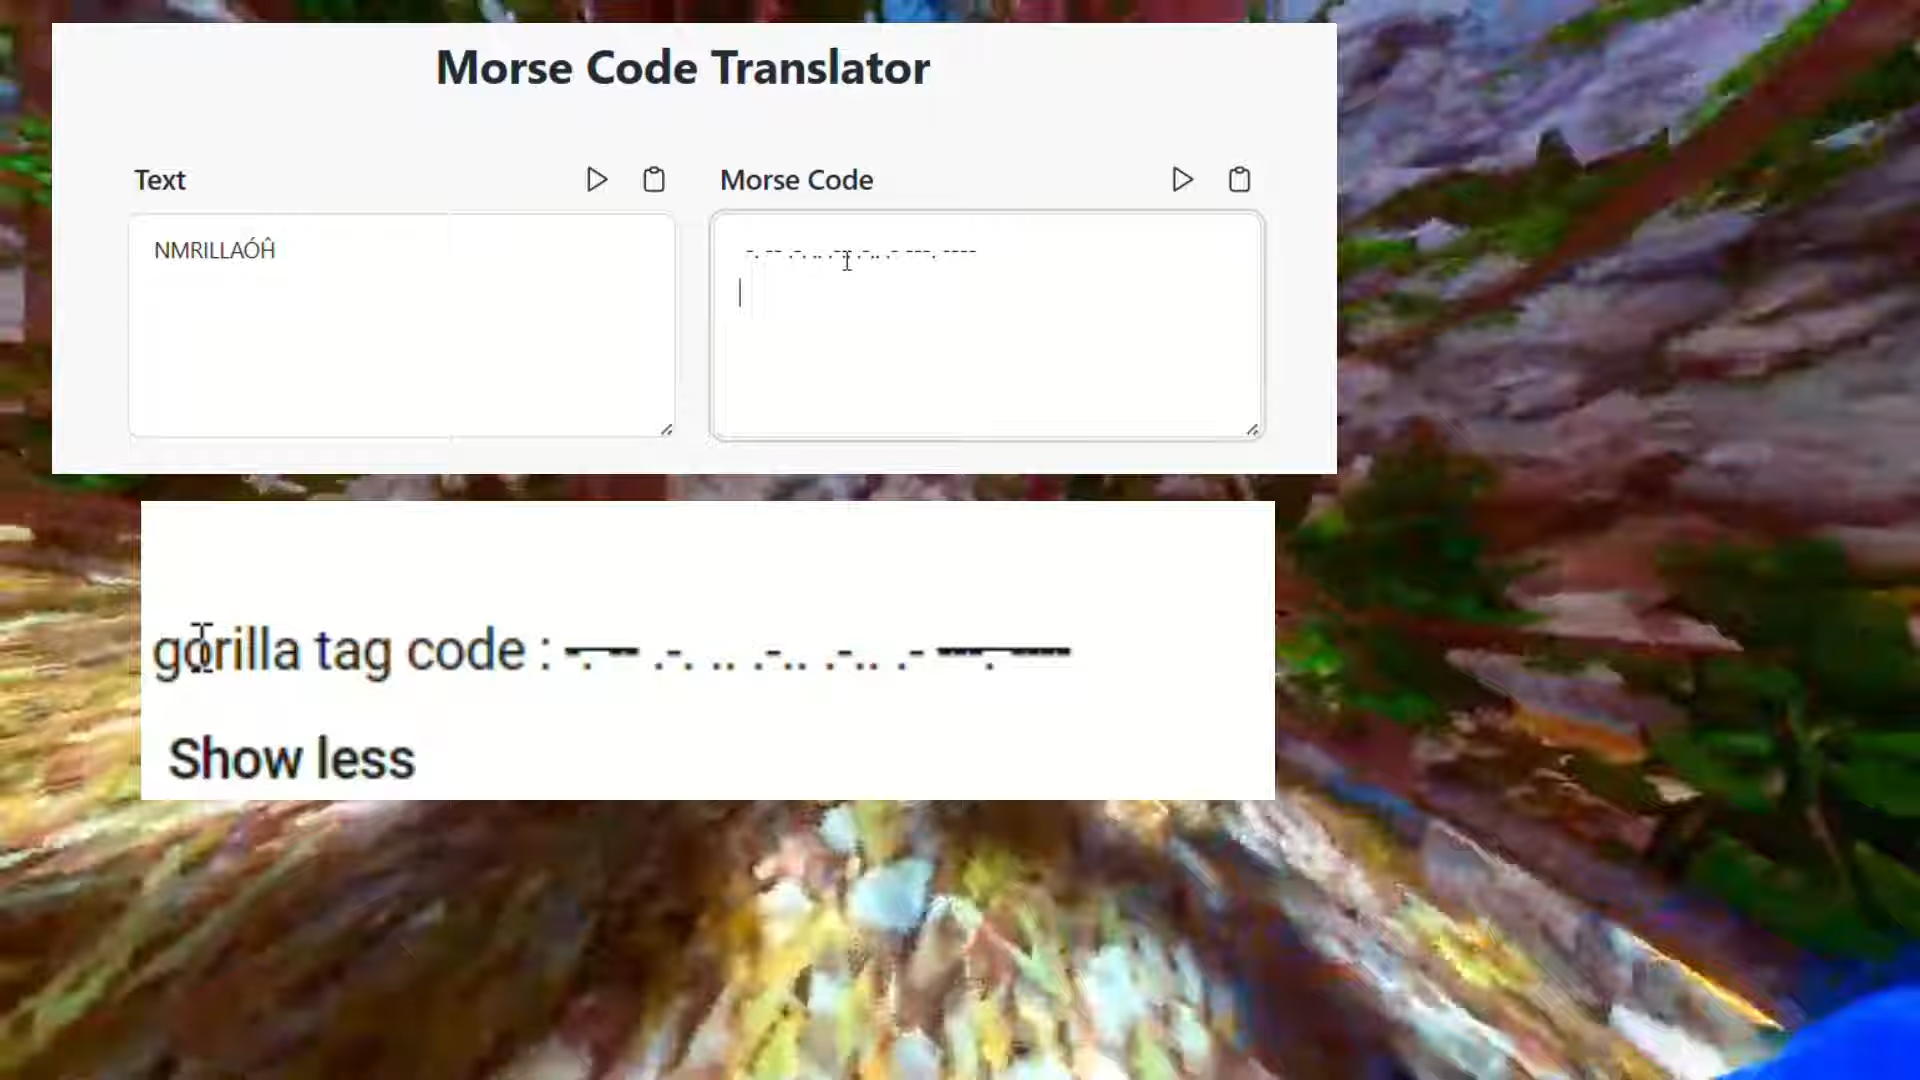 Morse Code Translator
Text
Morse Code
NMRILLAÓĤ
-. -- .-. .. .-.. .-.. .- ---. ----
gorilla tag code : -. -- .-. .. .-.. .-.. .- ---. ----
Show less